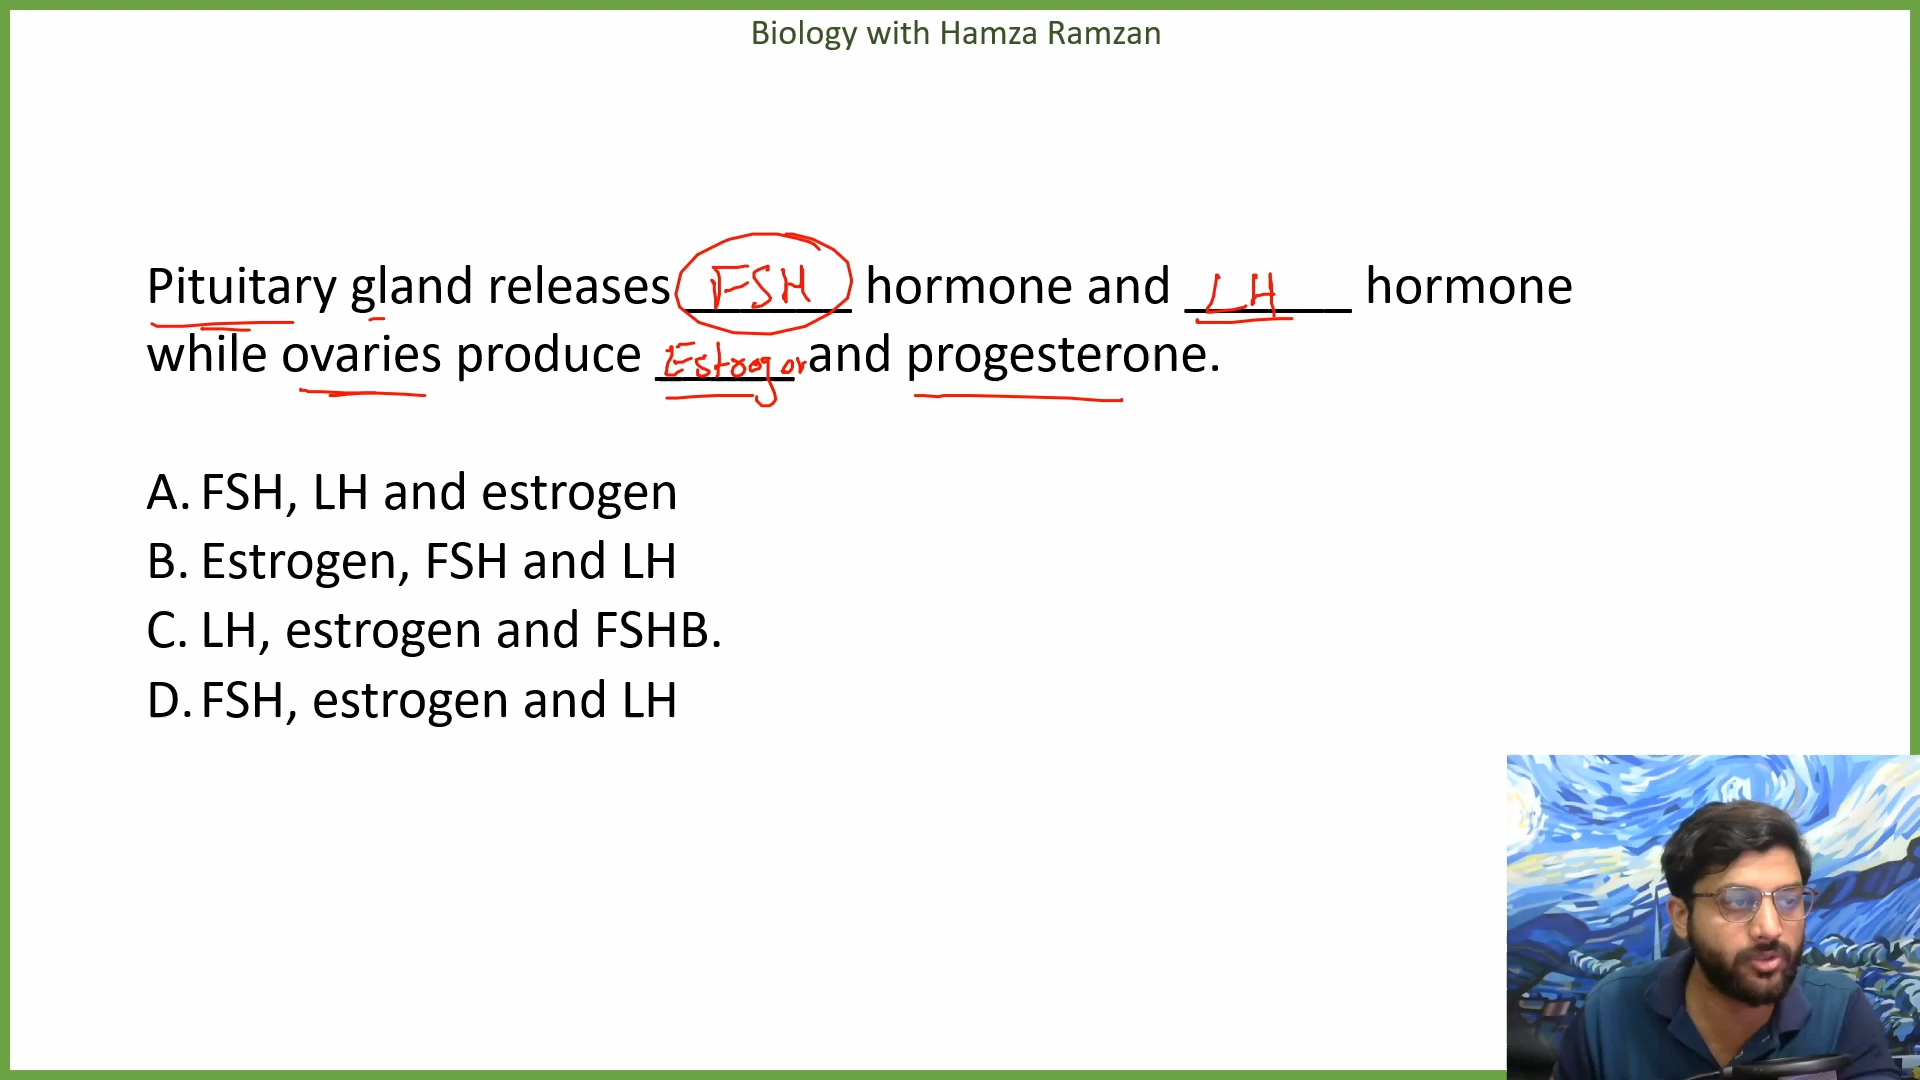 Biology with Hamza Ramzan
Pituitary gland releases FSH hormone and LH hormone
while ovaries produce Estrogen and progesterone.
A. FSH, LH and estrogen
B. Estrogen, FSH and LH
C. LH, estrogen and FSHB.
D. FSH, estrogen and LH